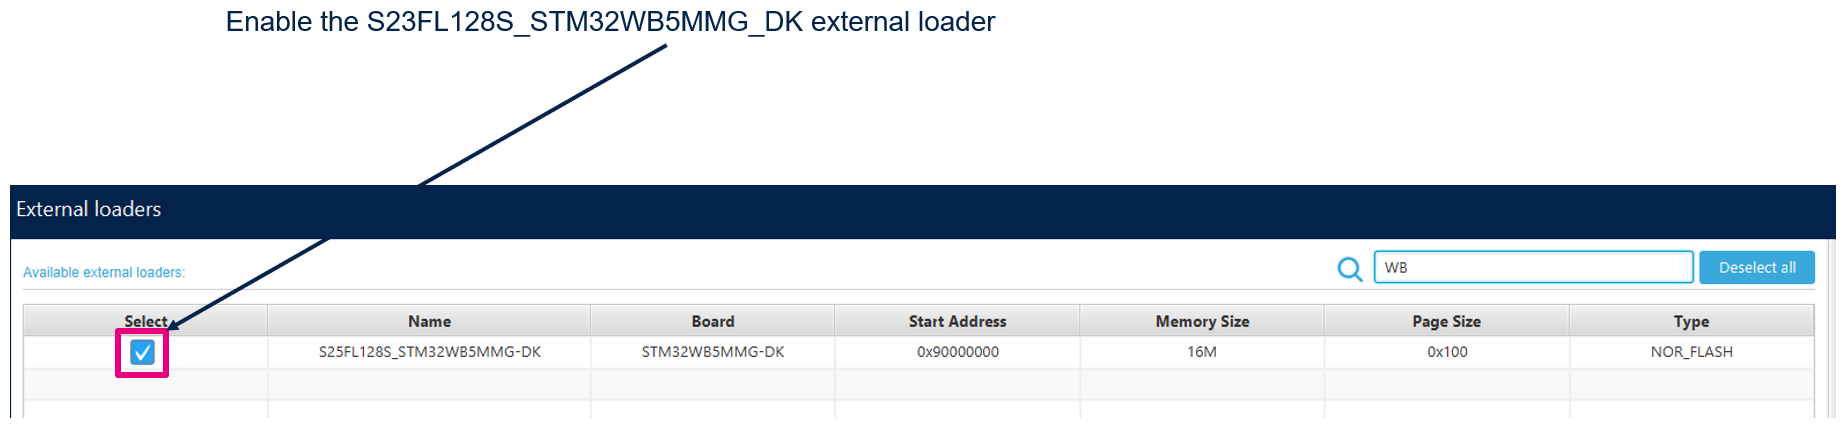 Enable the S23FL128S_STM32WB5MMG_DK external loader
External loaders
Available external loaders:
WB
Deselect all
Select Name Board Start Address Memory Size Page Size Type
S25FL128S_STM32WB5MMG-DK STM32WB5MMG-DK 0x90000000 16M 0x100 NOR_FLASH